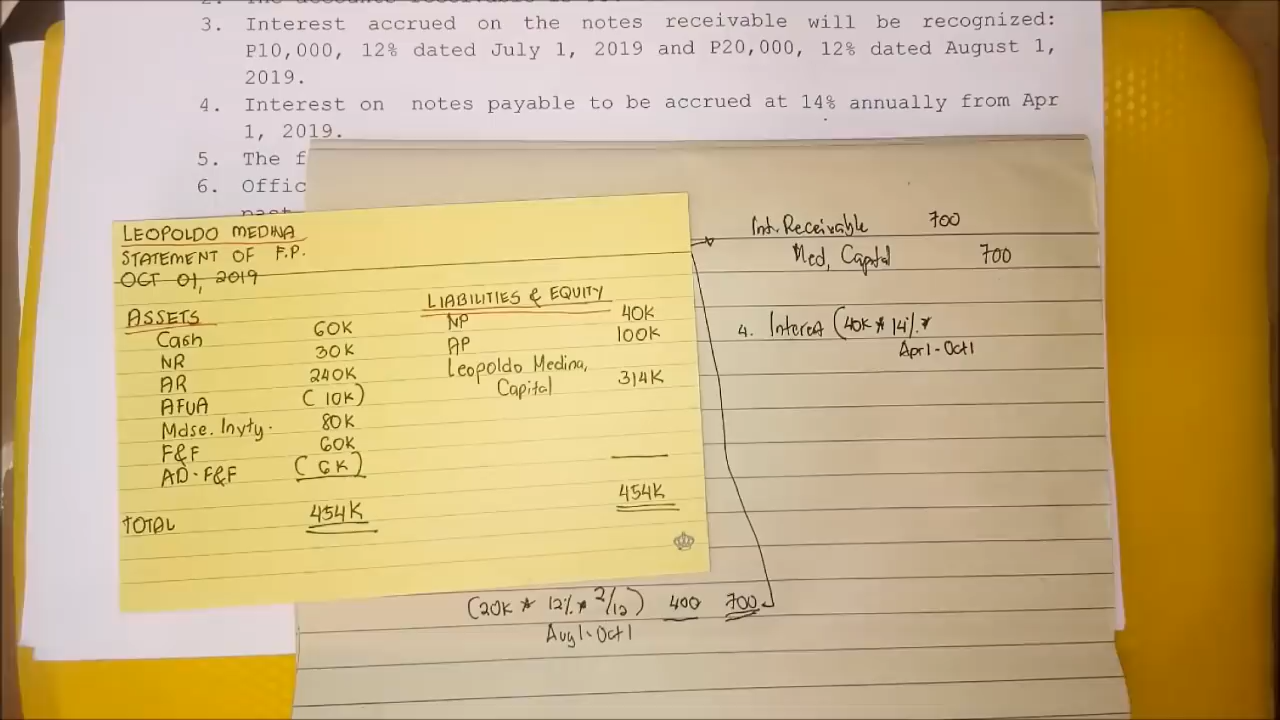 3. Interest accrued on the notes receivable will be recognized:
P10,000, 12% dated July 1, 2019 and P20,000, 12% dated August 1,
2019.
4. Interest on notes payable to be accrued at 14% annually from Apr
1, 2019.
5. The f
6. Offic
LEOPOLDO MEDINA
STATEMENT OF F.P.
OCT 01, 2019
ASSETS
Cash 60K
NR 30K
AR 240K
AFUA (10K)
Mdse. Invty. 80K
F&F 60K
AD-F&F (6K)
TOTAL 454K
LIABILITIES & EQUITY
NP 40K
AP 100K
Leopoldo Medina,
Capital 314K
454K
Int. Receivable 700
Med, Capital 700
4. Interest (40K * 14% *
Apr1-Oct1
(20K * 12% * 2/12) 400 700
Aug1-Oct1